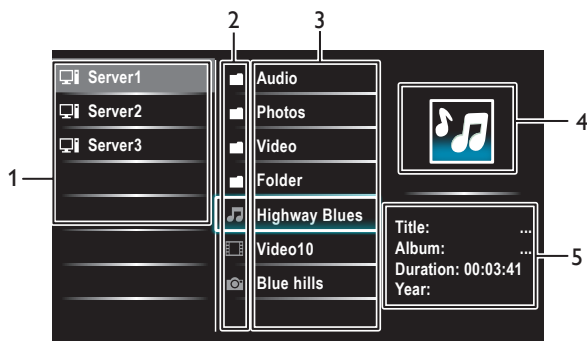 2 3
Server1
Server2
Server3
1
Audio
Photos
Video
Folder
Highway Blues
Video10
Blue hills
4
Title: ...
Album: ...
Duration: 00:03:41
Year:
5